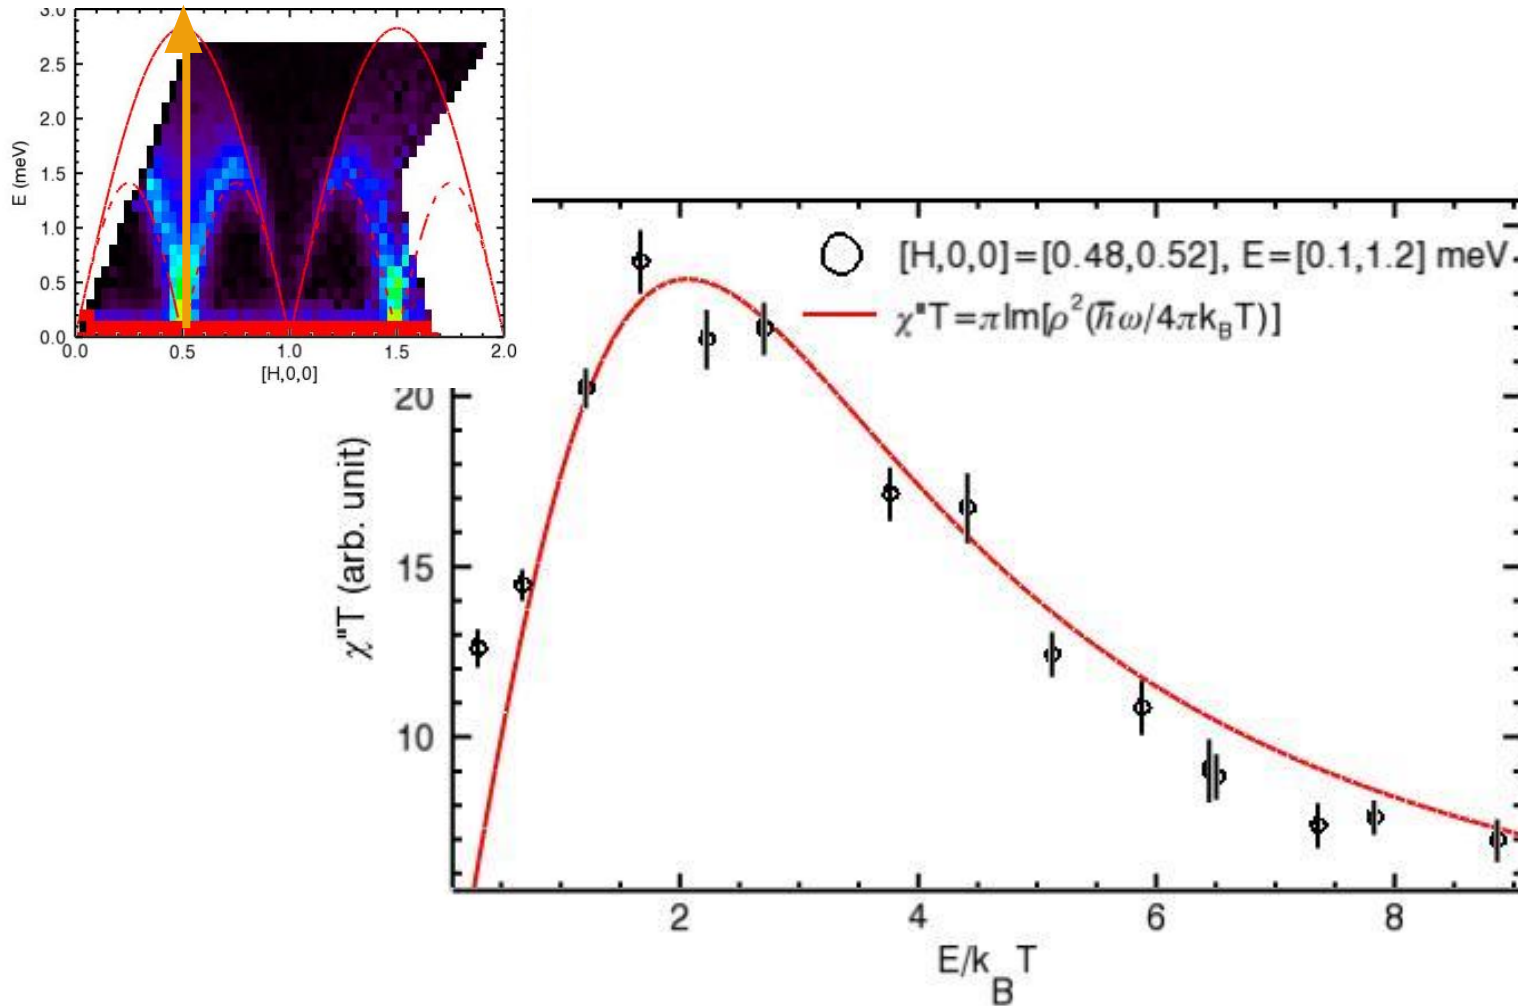 3.0
2.5
2.0
1.5
1.0
0.5
0.0
E (meV)
0.0 0.5 1.0 1.5 2.0
[H,0,0]
[H,0,0]=[0.48,0.52], E=[0.1,1.2] meV
χ"T=πIm[ρ²(ℏω/4πk_BT)]
20
15
10
χ"T (arb. unit)
2 4 6 8
E/k_BT